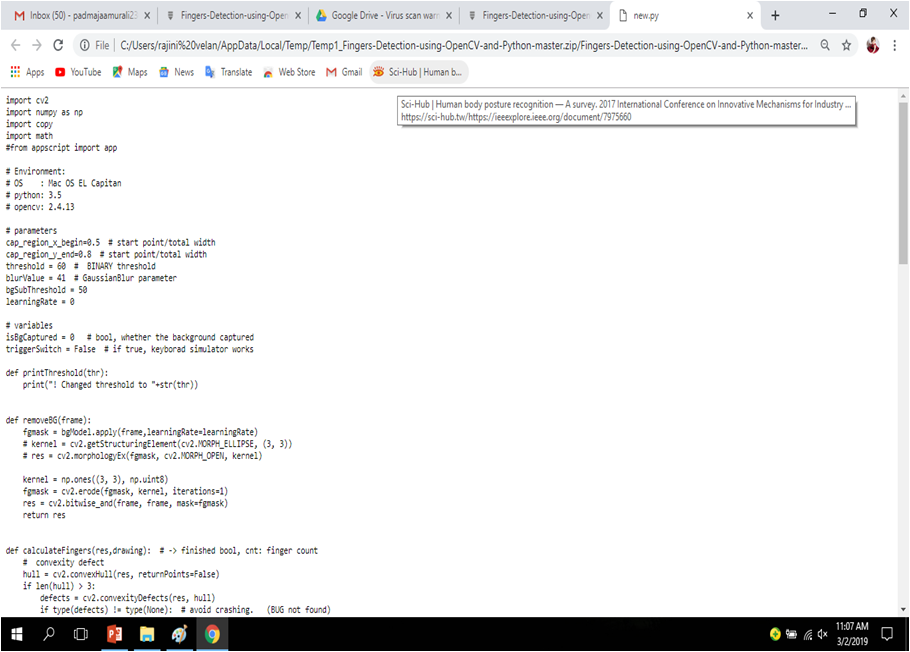 Inbox (50) - padmajaamurali23
Fingers-Detection-using-OpenC
Google Drive - Virus scan warn
Fingers-Detection-using-OpenC
new.py
File
C:/Users/rajini%20velan/AppData/Local/Temp/Temp1_Fingers-Detection-using-OpenCV-and-Python-master.zip/Fingers-Detection-using-OpenCV-and-Python-master...
Apps
YouTube
Maps
News
Translate
Web Store
Gmail
Sci-Hub | Human b...
Sci-Hub | Human body posture recognition — A survey. 2017 International Conference on Innovative Mechanisms for Industry ...
https://sci-hub.tw/https://ieeexplore.ieee.org/document/7975660
import cv2
import numpy as np
import copy
import math
#from appscript import app
# Environment:
# OS    : Mac OS EL Capitan
# python: 3.5
# opencv: 2.4.13
# parameters
cap_region_x_begin=0.5  # start point/total width
cap_region_y_end=0.8  # start point/total width
threshold = 60  #  BINARY threshold
blurValue = 41  # GaussianBlur parameter
bgSubThreshold = 50
learningRate = 0
# variables
isBgCaptured = 0   # bool, whether the background captured
triggerSwitch = False  # if true, keyborad simulator works
def printThreshold(thr):
    print("! Changed threshold to "+str(thr))
def removeBG(frame):
    fgmask = bgModel.apply(frame,learningRate=learningRate)
    # kernel = cv2.getStructuringElement(cv2.MORPH_ELLIPSE, (3, 3))
    # res = cv2.morphologyEx(fgmask, cv2.MORPH_OPEN, kernel)
    kernel = np.ones((3, 3), np.uint8)
    fgmask = cv2.erode(fgmask, kernel, iterations=1)
    res = cv2.bitwise_and(frame, frame, mask=fgmask)
    return res
def calculateFingers(res,drawing):  # -> finished bool, cnt: finger count
    #  convexity defect
    hull = cv2.convexHull(res, returnPoints=False)
    if len(hull) > 3:
        defects = cv2.convexityDefects(res, hull)
        if type(defects) != type(None):  # avoid crashing.   (BUG not found)
11:07 AM
3/2/2019